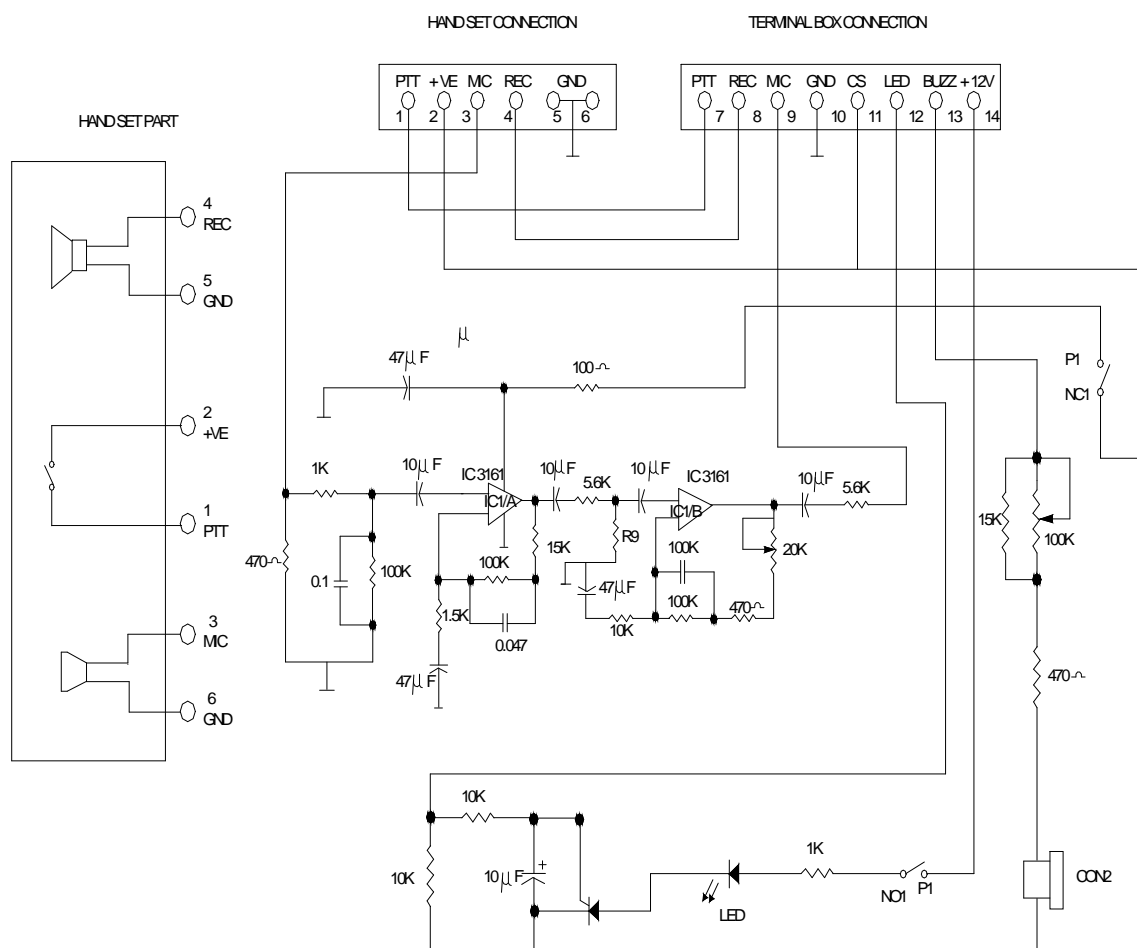 HAND SET CONNECTION
TERMINAL BOX CONNECTION
PTT +VE MIC REC GND
1 2 3 4 5 6
PTT REC MIC GND CS LED BUZZ +12V
7 8 9 10 11 12 13 14
HAND SET PART
4
REC
5
GND
2
+VE
1
PTT
3
MIC
6
GND
μ
47μF
100
P1
NC1
1K
10μF
IC3161
IC1/A
10μF
5.6K
10μF
IC3161
IC1/B
10μF
5.6K
470
0.1
100K
100K
15K
R9
100K
20K
15K
100K
1.5K
0.047
47μF
10K
100K
470
47μF
470
10K
10K
10μF
+
LED
1K
NO1
P1
CON2